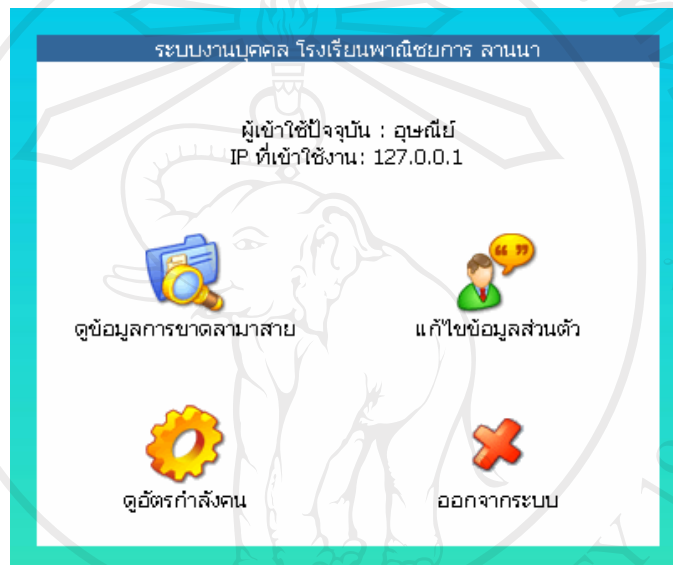 ระบบงานบุคคล โรงเรียนพาณิชยการ ลานนา
ผู้เข้าใช้ปัจจุบัน : อุษณีย์
IP ที่เข้าใช้งาน: 127.0.0.1
ดูข้อมูลการขาดลามาสาย
แก้ไขข้อมูลส่วนตัว
ดูอัตรกำลังคน
ออกจากระบบ